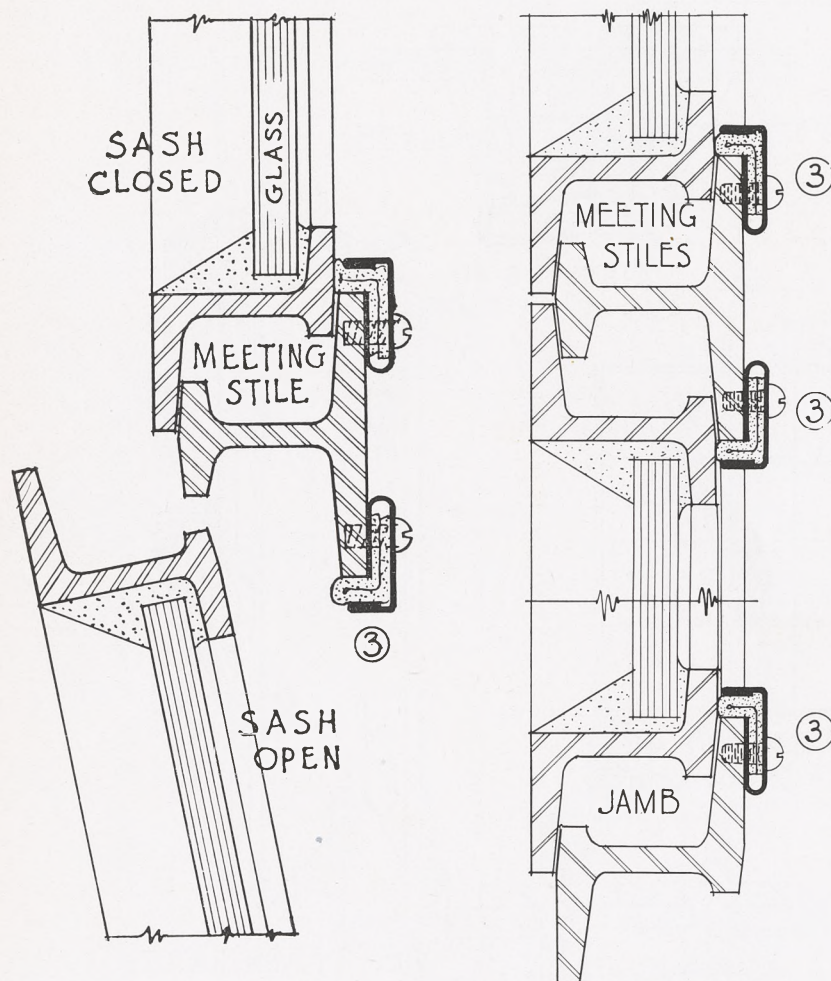 SASH
CLOSED
GLASS
MEETING
STILE
3
SASH
OPEN
MEETING
STILES
3
3
3
JAMB